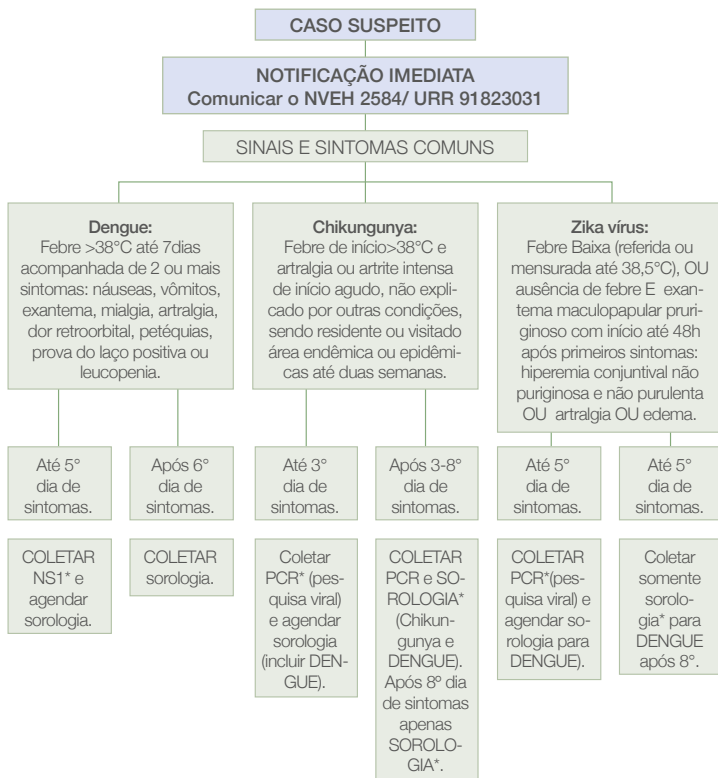 CASO SUSPEITO
NOTIFICAÇÃO IMEDIATA
Comunicar o NVEH 2584/ URR 91823031
SINAIS E SINTOMAS COMUNS
Dengue:
Febre >38°C até 7dias
acompanhada de 2 ou mais
sintomas: náuseas, vômitos,
exantema, mialgia, artralgia,
dor retroorbital, petéquias,
prova do laço positiva ou
leucopenia.
Chikungunya:
Febre de início>38°C e
artralgia ou artrite intensa
de início agudo, não expli-
cado por outras condições,
sendo residente ou visitado
área endêmica ou epidêmi-
cas até duas semanas.
Zika vírus:
Febre Baixa (referida ou
mensurada até 38,5°C), OU
ausência de febre E exan-
tema maculopapular pruri-
ginoso com início até 48h
após primeiros sintomas:
hiperemia conjuntival não
puriginosa e não purulenta
OU artralgia OU edema.
Até 5°
dia de
sintomas.
Após 6°
dia de
sintomas.
Até 3°
dia de
sintomas.
Após 3-8°
dia de
sintomas.
Até 5°
dia de
sintomas.
Até 5°
dia de
sintomas.
COLETAR
NS1* e
agendar
sorologia.
COLETAR
sorologia.
Coletar
PCR* (pes-
quisa viral)
e agendar
sorologia
(incluir DEN-
GUE).
COLETAR
PCR e SO-
ROLOGIA*
(Chikun-
gunya e
DENGUE).
Após 8º dia
de sintomas
apenas
SOROLO-
GIA*.
COLETAR
PCR*(pes-
quisa viral) e
agendar so-
rologia para
DENGUE).
Coletar
somente
sorolo-
gia* para
DENGUE
após 8°.